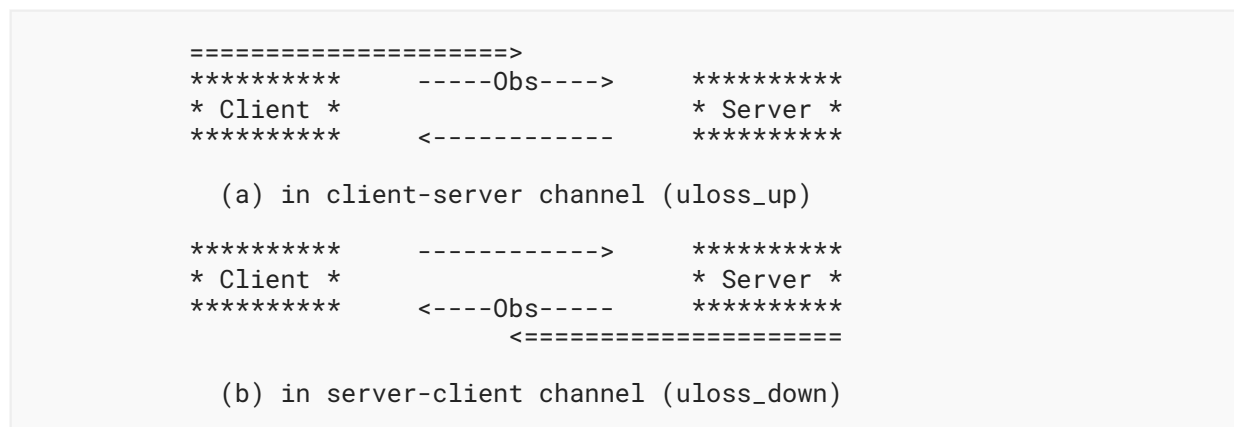 =====================>
**********     -----Obs---->     **********
* Client *                       * Server *
**********     <------------     **********
(a) in client-server channel (uloss_up)
**********     ------------>     **********
* Client *                       * Server *
**********     <----Obs-----     **********
<=====================
(b) in server-client channel (uloss_down)